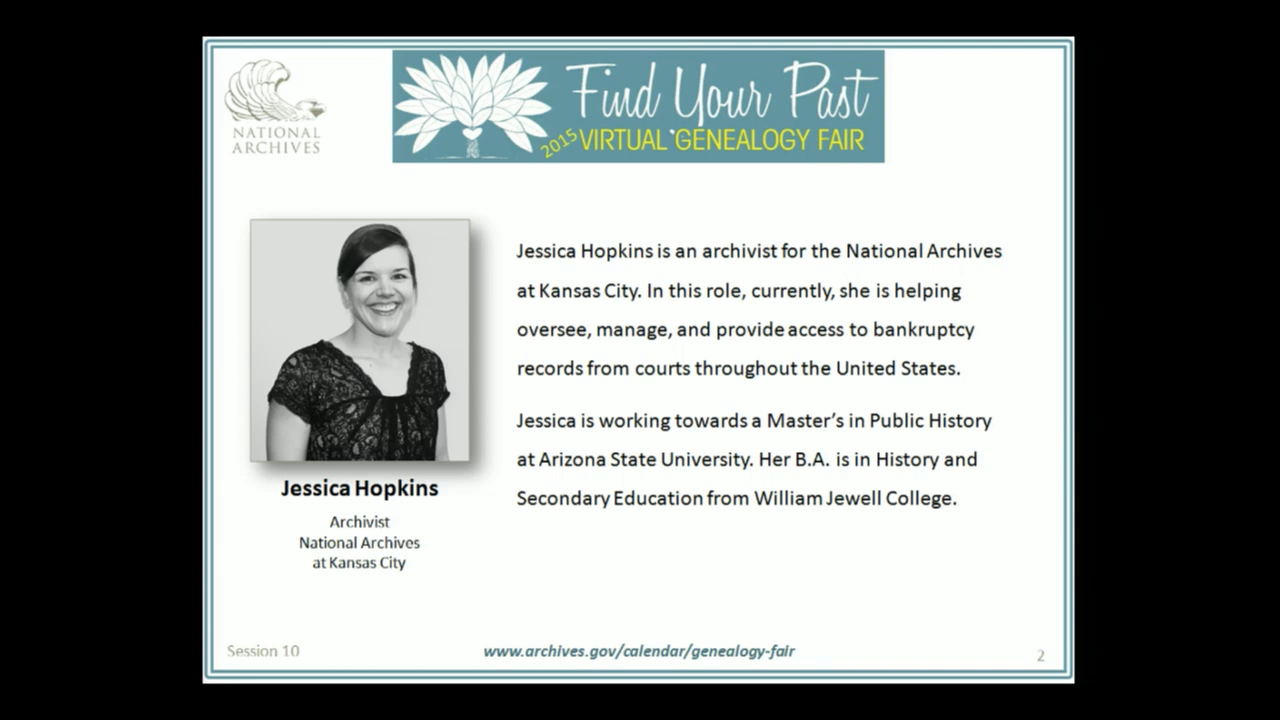 NATIONAL
ARCHIVES
Find Your Past
2015 VIRTUAL GENEALOGY FAIR
Jessica Hopkins is an archivist for the National Archives
at Kansas City. In this role, currently, she is helping
oversee, manage, and provide access to bankruptcy
records from courts throughout the United States.
Jessica is working towards a Master’s in Public History
at Arizona State University. Her B.A. is in History and
Secondary Education from William Jewell College.
Jessica Hopkins
Archivist
National Archives
at Kansas City
Session 10
www.archives.gov/calendar/genealogy-fair
2